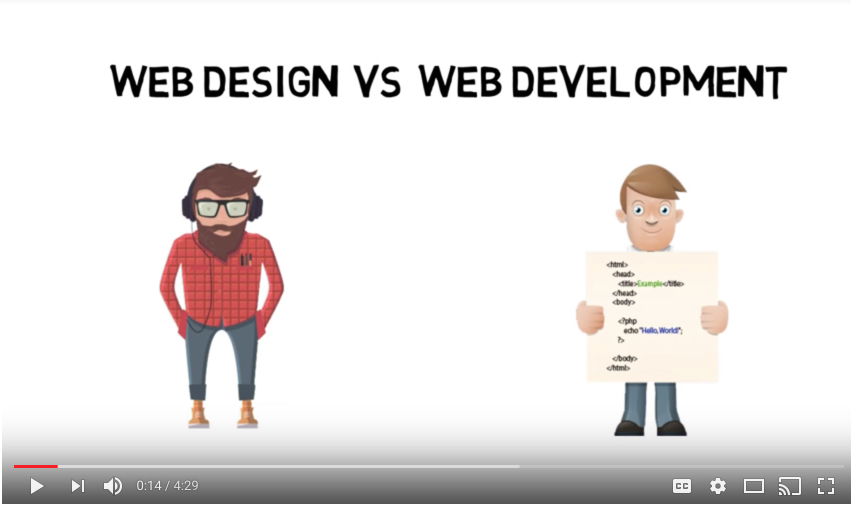 WEB DESIGN VS WEB DEVELOPMENT
<html>
<head>
<title>Example</title>
</head>
<body>
<?php
echo "Hello, World!";
?>
</body>
</html>
0:14 / 4:29
CC